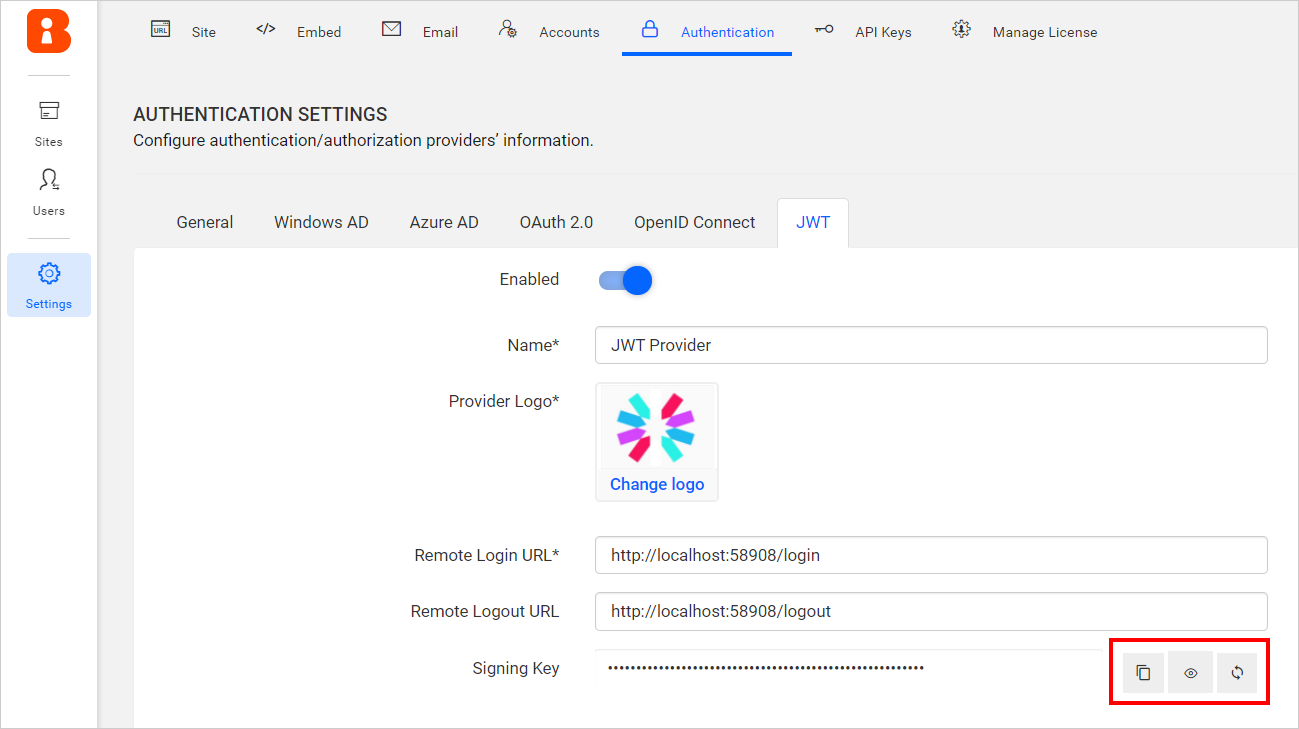 URL Site </> Embed Email Accounts Authentication API Keys Manage License
Sites
Users
Settings
AUTHENTICATION SETTINGS
Configure authentication/authorization providers’ information.
General Windows AD Azure AD OAuth 2.0 OpenID Connect JWT
Enabled
Name* JWT Provider
Provider Logo*
Change logo
Remote Login URL* http://localhost:58908/login
Remote Logout URL http://localhost:58908/logout
Signing Key